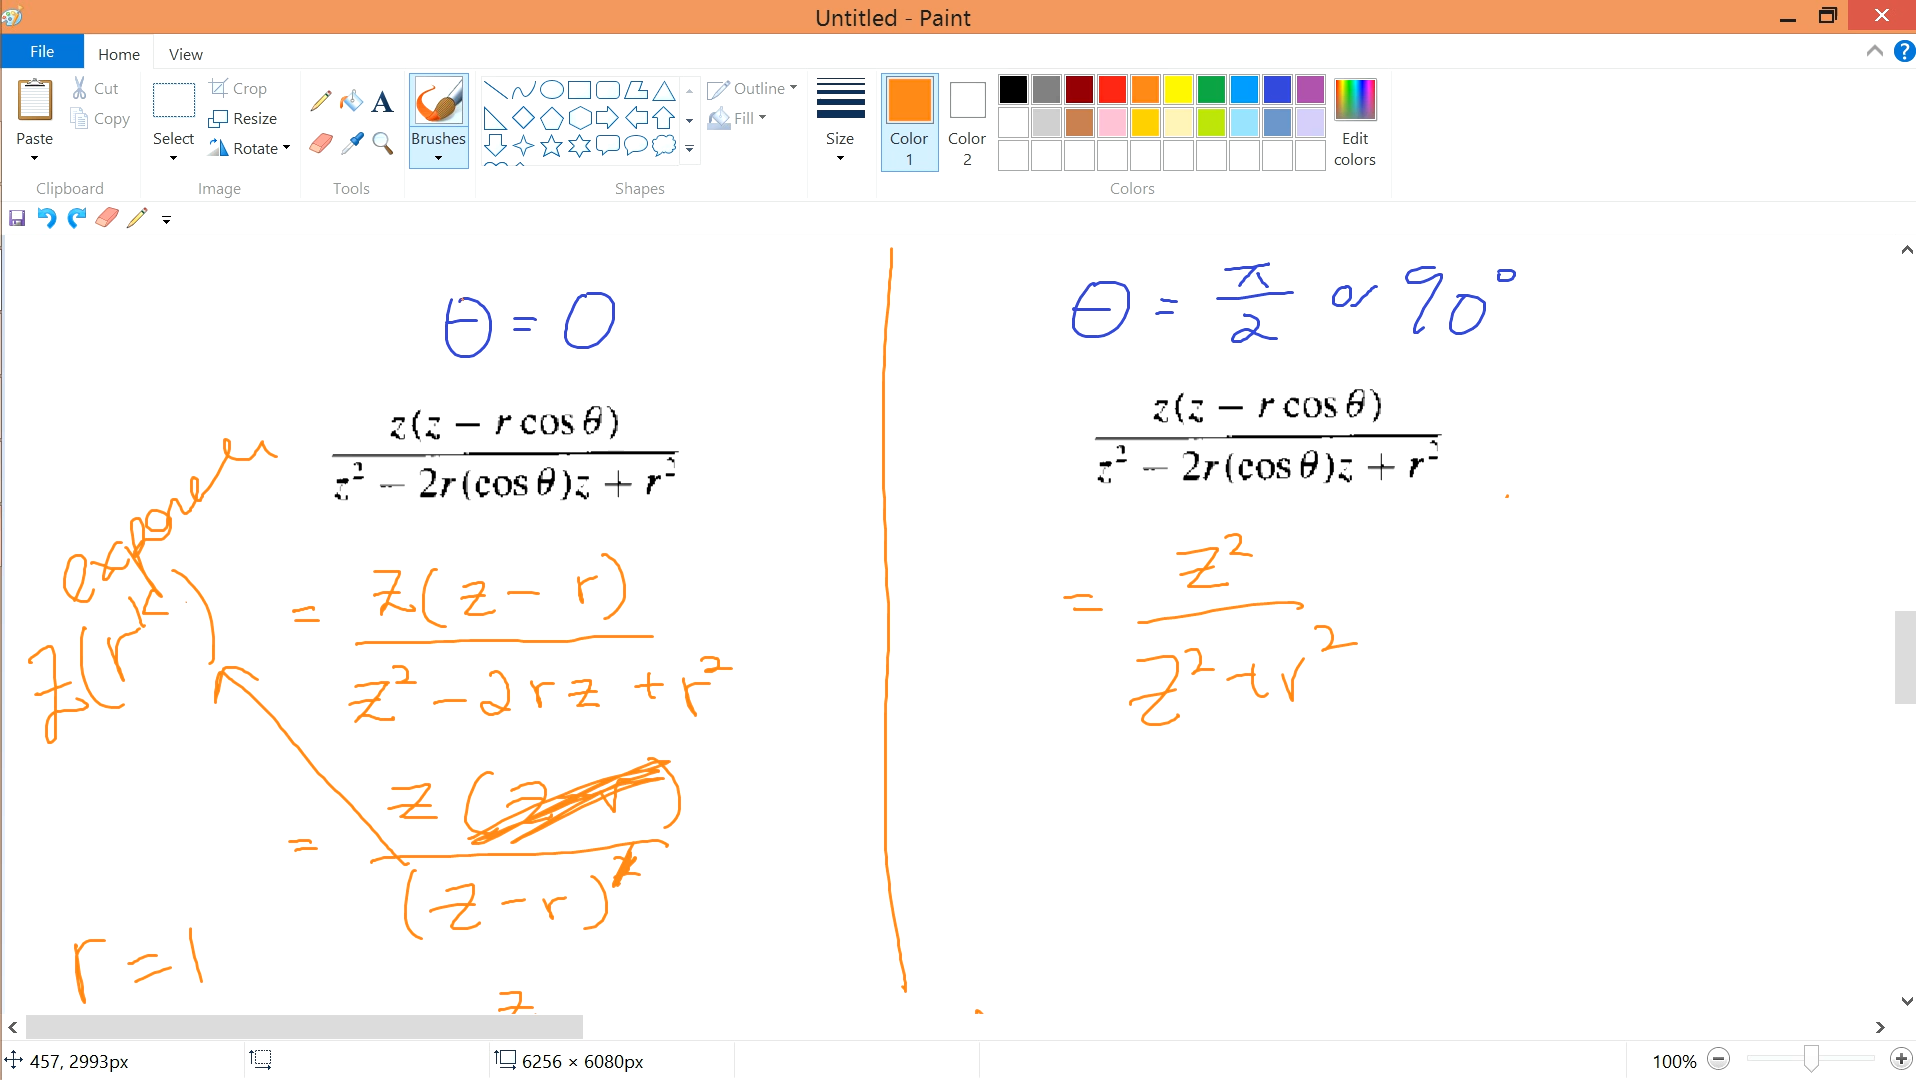 Untitled - Paint
File Home View
Paste Cut Copy Clipboard
Select Crop Resize Rotate Image
A Tools
Brushes
Shapes Outline Fill
Size
Color 1 Color 2 Edit colors Colors
θ = 0
z(z − r cos θ)
z² − 2r(cos θ)z + r²
exponen
Z(r^k
= Z(z − r)
z² − 2rz + r²
= z(z − r)
(z − r)²
r = 1
z
θ = π/2 or 90°
z(z − r cos θ)
z² − 2r(cos θ)z + r²
= z²
z² + r²
457, 2993px 6256 × 6080px 100%